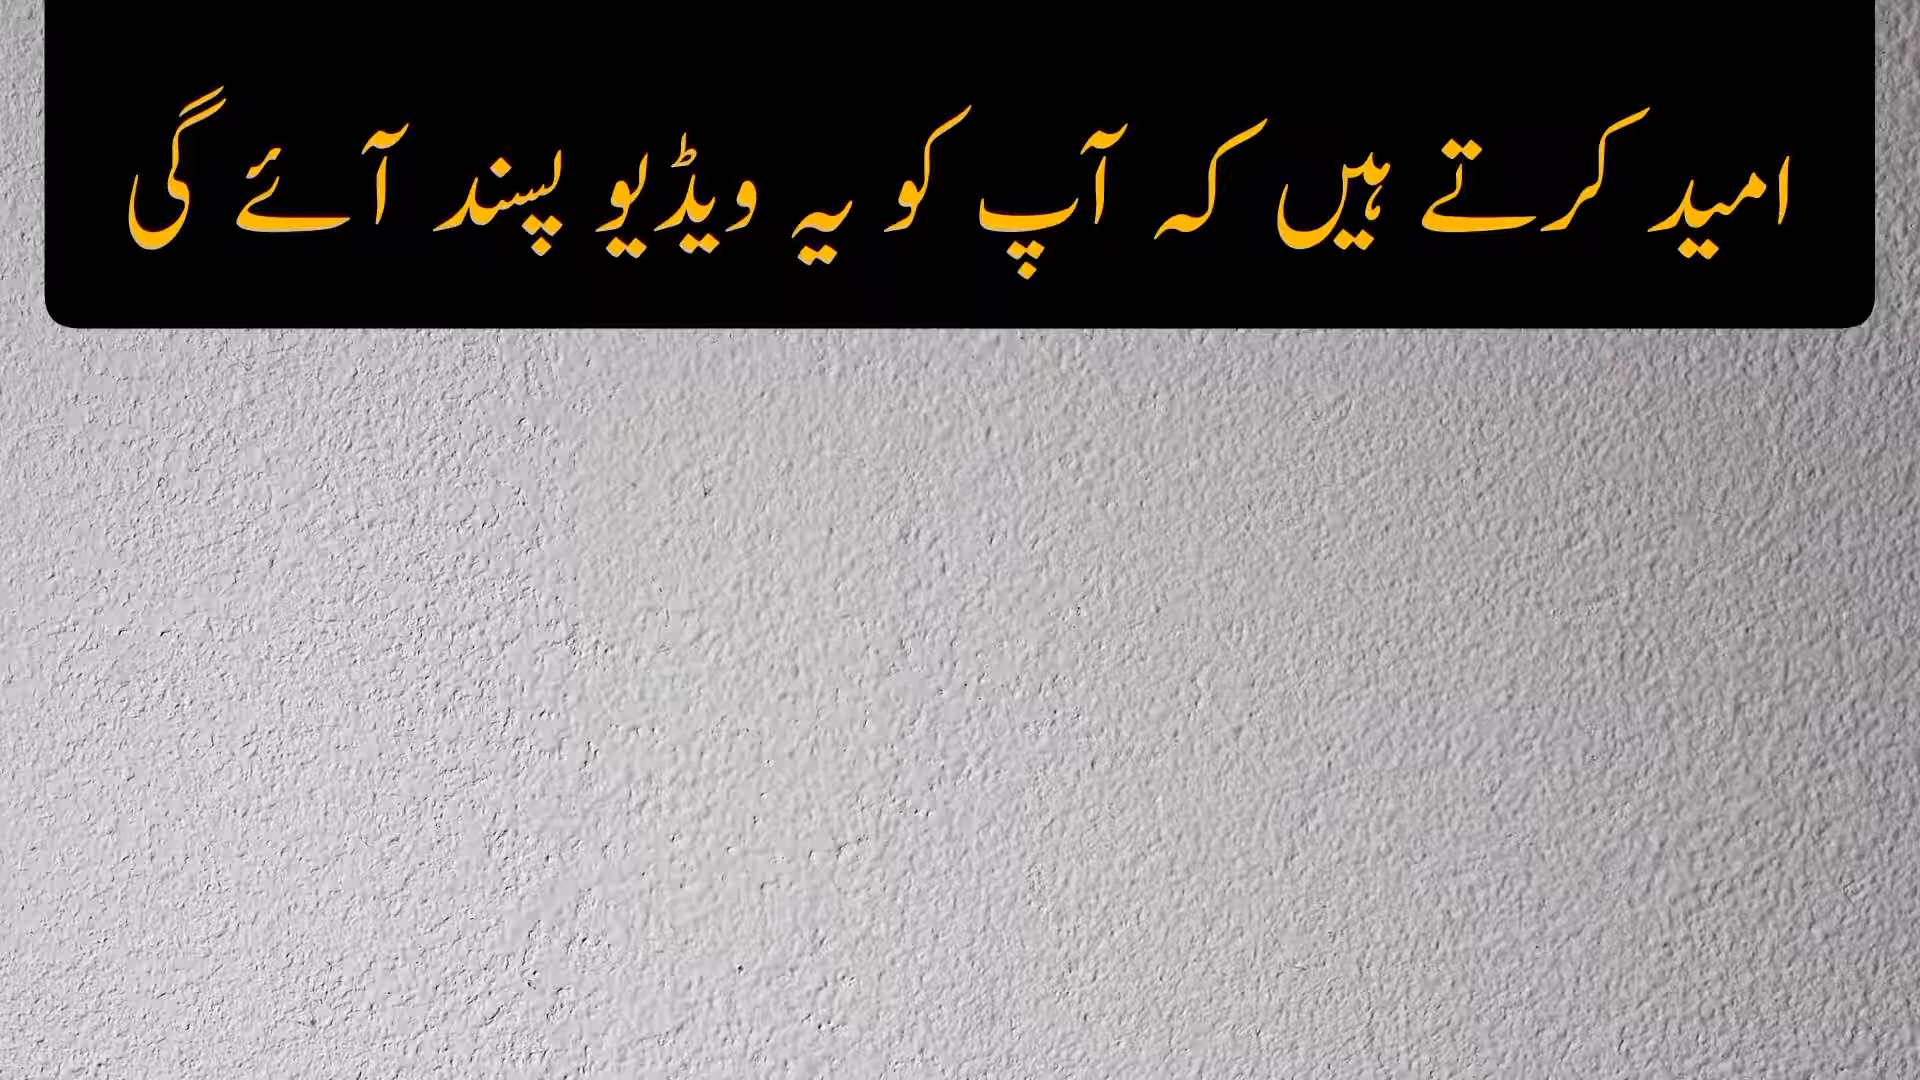 امید کرتے ہیں کہ آپ کو یہ ویڈیو پسند آئے گی